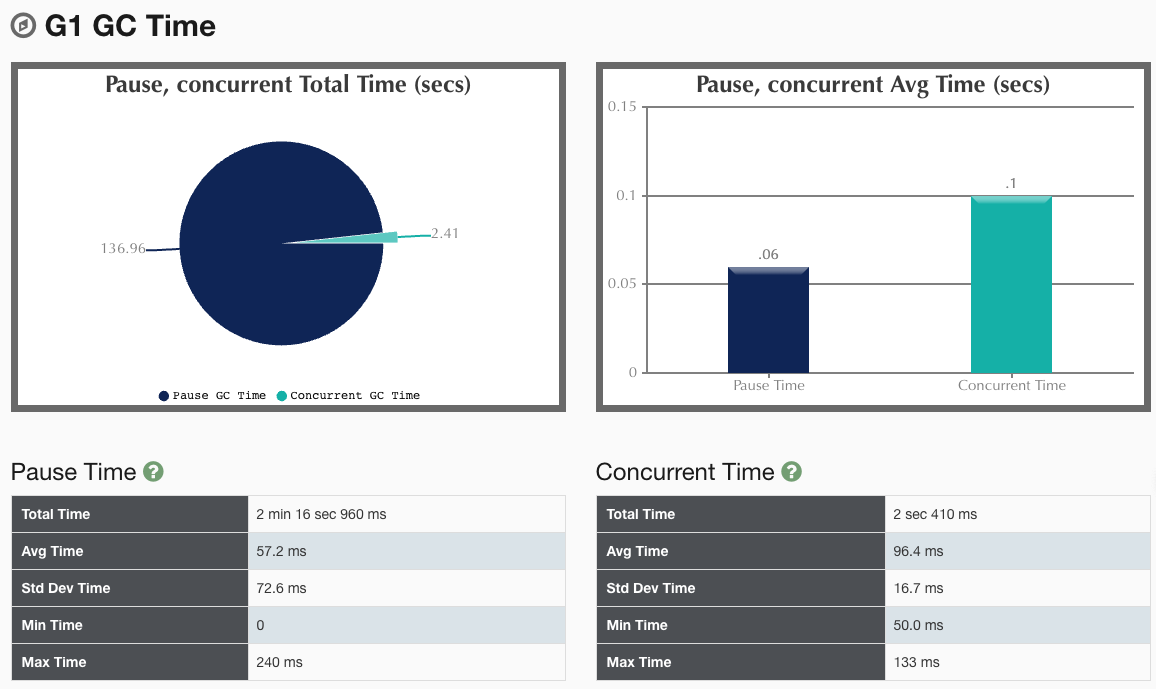 G1 GC Time
Pause, concurrent Total Time (secs)
136.96
2.41
Pause GC Time Concurrent GC Time
Pause, concurrent Avg Time (secs)
0.15
0.1
0.05
0
.06
.1
Pause Time Concurrent Time
Pause Time ?
Total Time 2 min 16 sec 960 ms
Avg Time 57.2 ms
Std Dev Time 72.6 ms
Min Time 0
Max Time 240 ms
Concurrent Time ?
Total Time 2 sec 410 ms
Avg Time 96.4 ms
Std Dev Time 16.7 ms
Min Time 50.0 ms
Max Time 133 ms